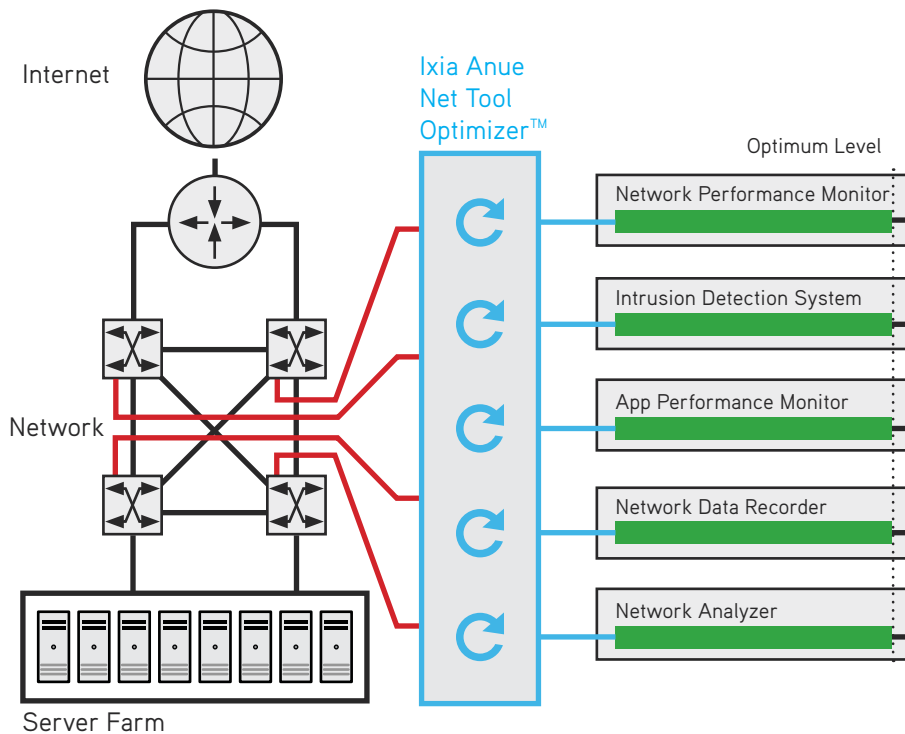 Internet
Ixia Anue
Net Tool
Optimizer™
Optimum Level
Network Performance Monitor
Intrusion Detection System
App Performance Monitor
Network
Network Data Recorder
Network Analyzer
Server Farm